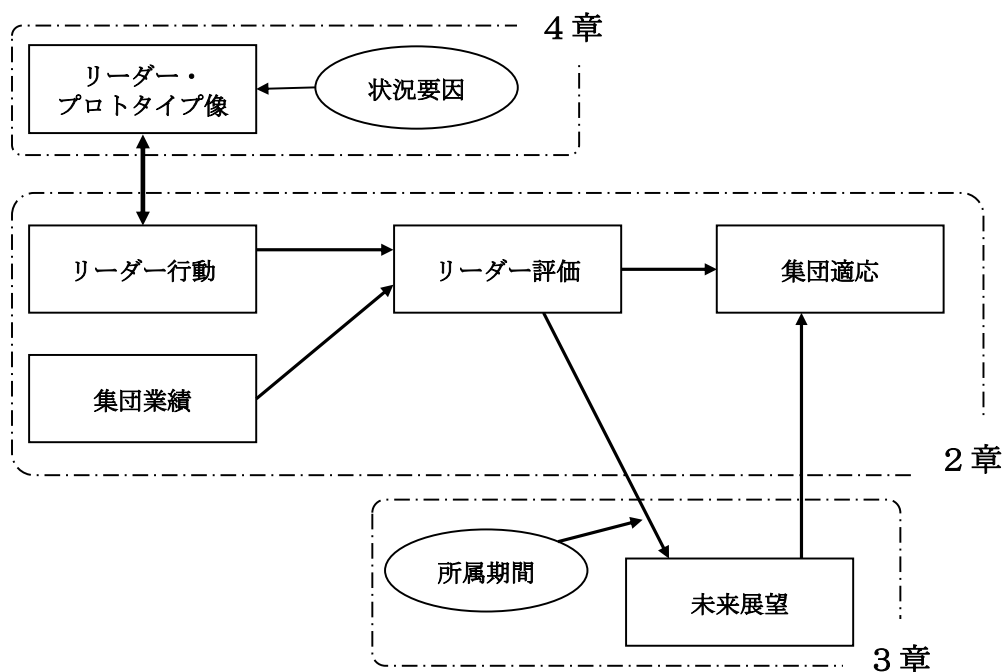 ４章
リーダー・
プロトタイプ像
状況要因
リーダー行動
リーダー評価
集団適応
集団業績
２章
所属期間
未来展望
３章